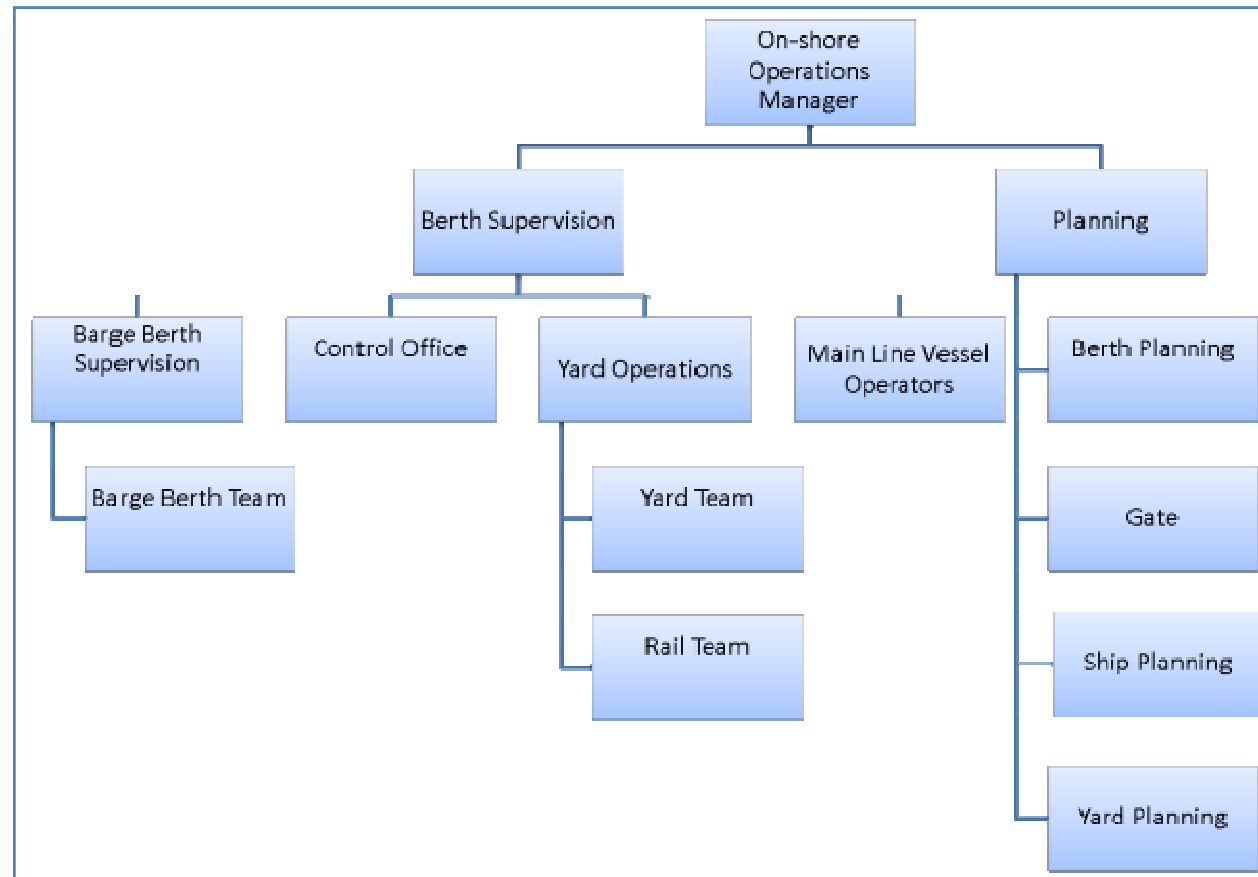 On-shore
Operations
Manager
Berth Supervision
Planning
Barge Berth
Supervision
Control Office
Yard Operations
Main Line Vessel
Operators
Berth Planning
Barge Berth Team
Yard Team
Gate
Rail Team
Ship Planning
Yard Planning